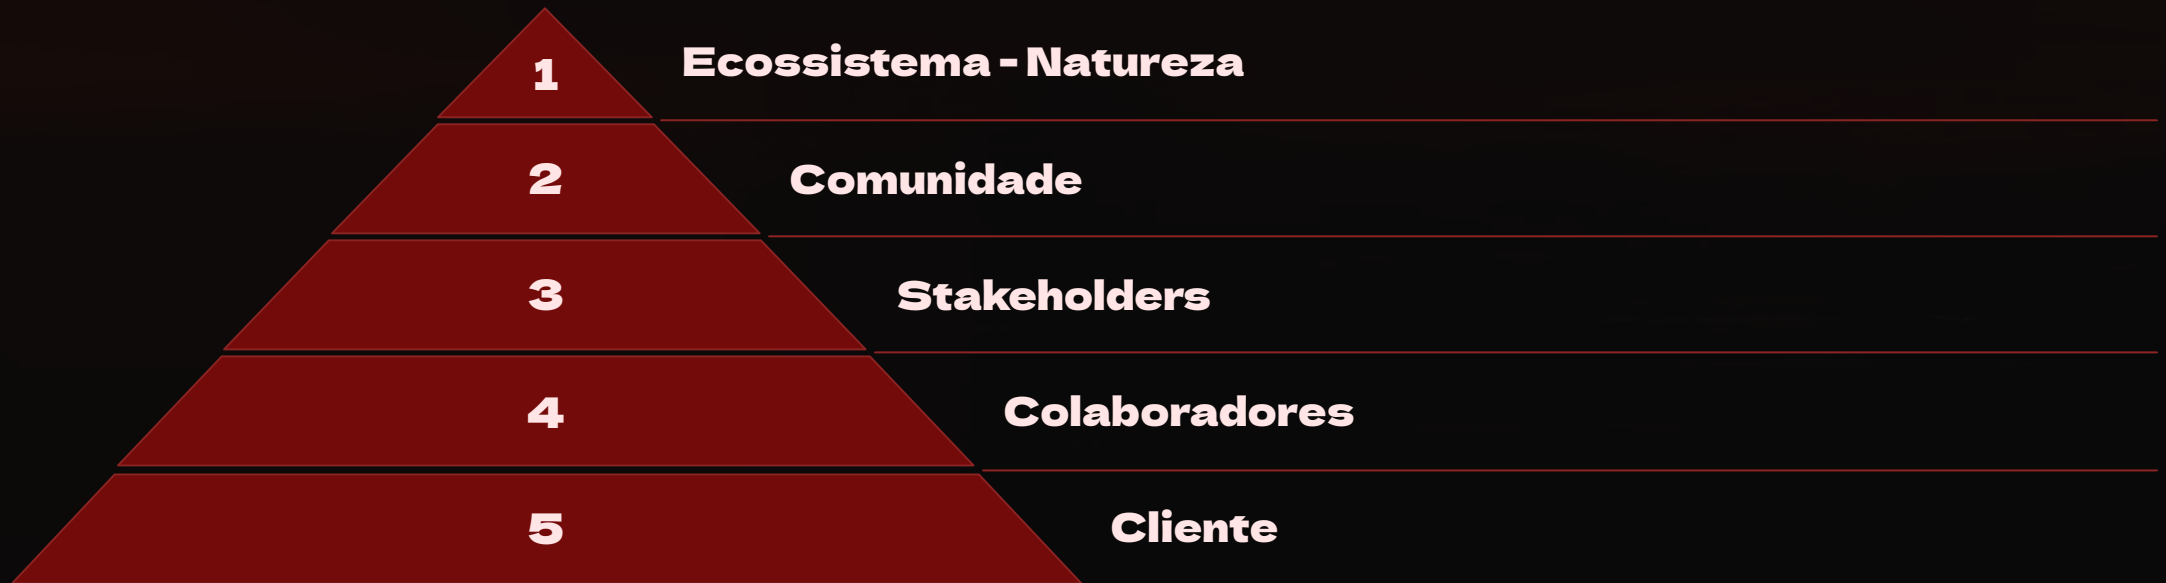 1
Ecossistema - Natureza
2
Comunidade
3
Stakeholders
4
Colaboradores
5
Cliente